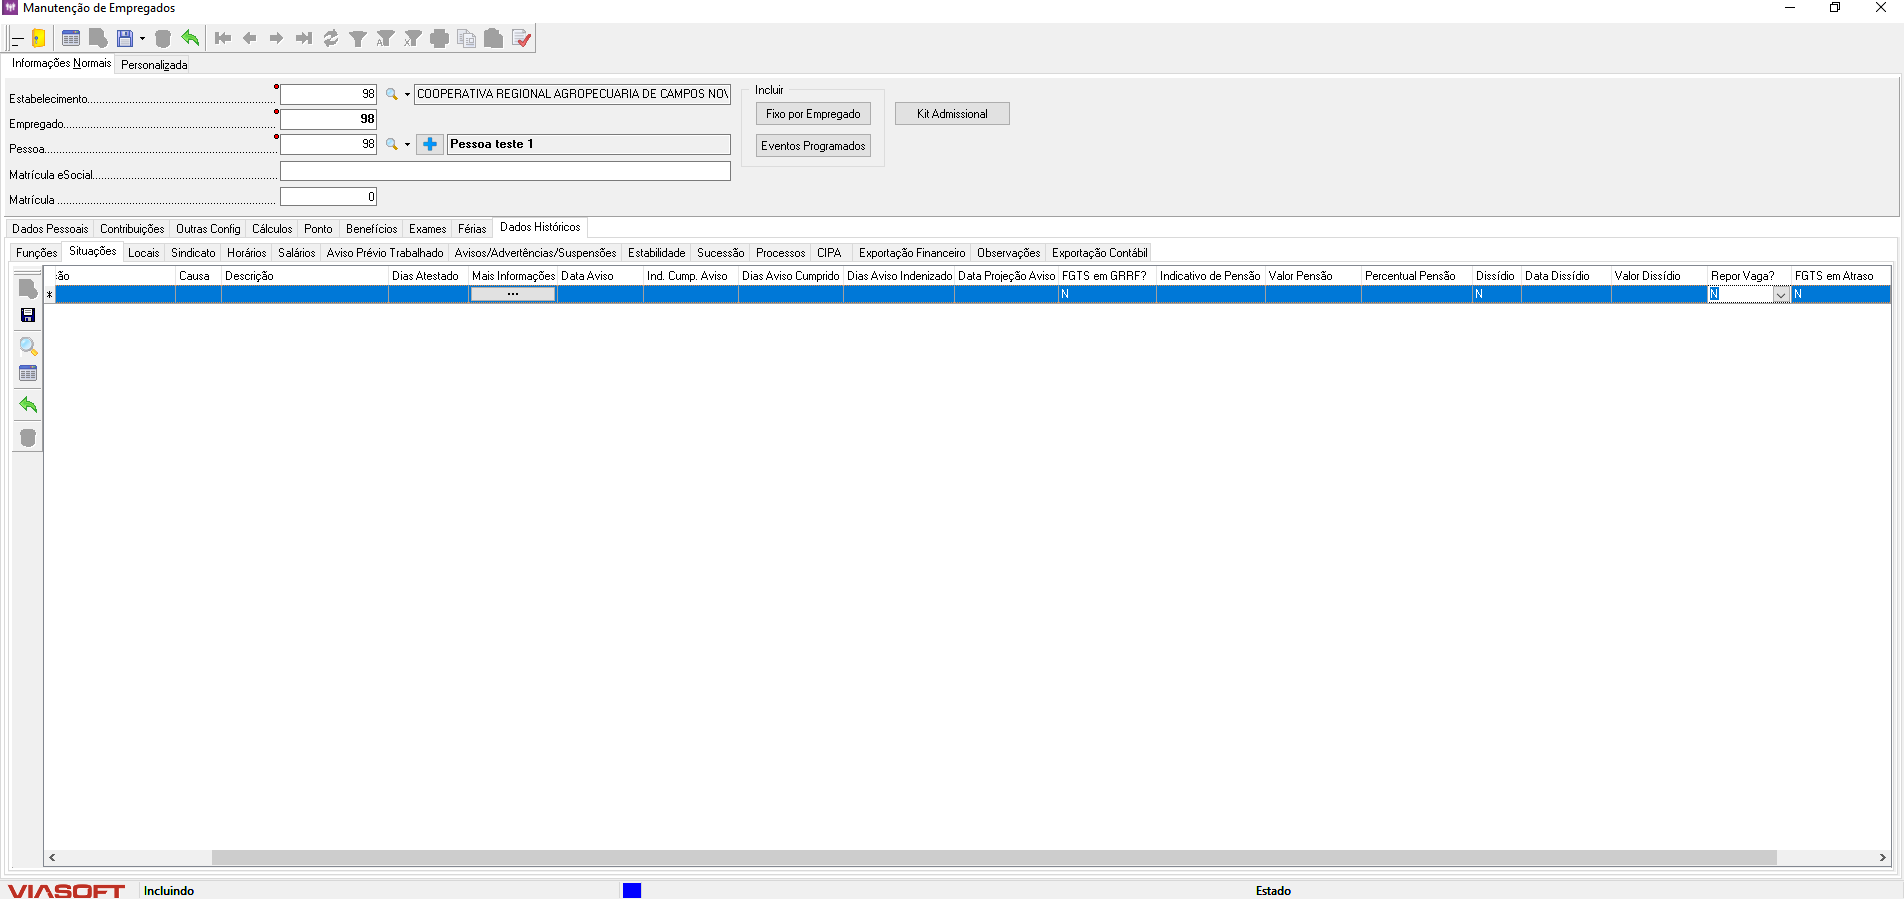 Manutenção de Empregados
Informações Normais Personalizada
Estabelecimento 98 COOPERATIVA REGIONAL AGROPECUARIA DE CAMPOS NOV
Empregado 98
Pessoa 98 Pessoa teste 1
Matrícula eSocial
Matrícula 0
Incluir
Fixo por Empregado
Eventos Programados
Kit Admissional
Dados Pessoais Contribuições Outras Config Cálculos Ponto Benefícios Exames Férias Dados Históricos
Funções Situações Locais Sindicato Horários Salários Aviso Prévio Trabalhado Avisos/Advertências/Suspensões Estabilidade Sucessão Processos CIPA Exportação Financeiro Observações Exportação Contábil
ão Causa Descrição Dias Atestado Mais Informações Data Aviso Ind. Cump. Aviso Dias Aviso Cumprido Dias Aviso Indenizado Data Projeção Aviso FGTS em GRRF? Indicativo de Pensão Valor Pensão Percentual Pensão Dissídio Data Dissídio Valor Dissídio Repor Vaga? FGTS em Atraso
* ... N N N N
VIASOFT Incluindo Estado